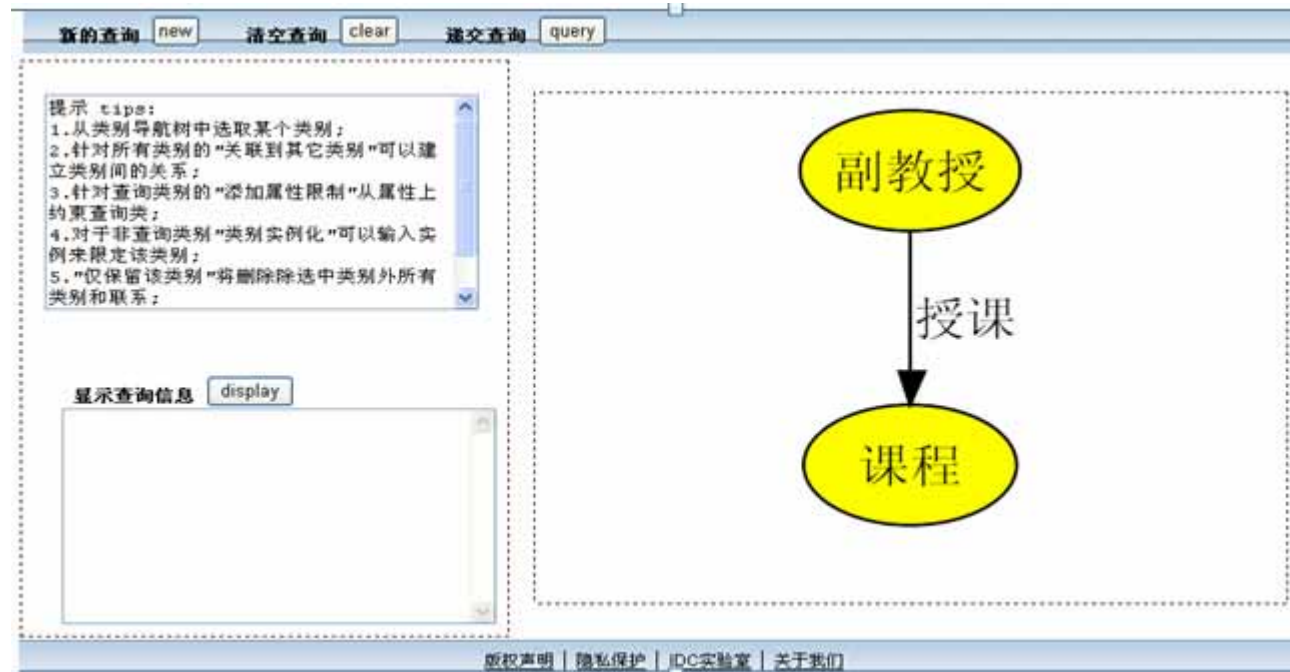 新的查询 new 清空查询 clear 递交查询 query
提示 tips:
1.从类别导航树中选取某个类别;
2.针对所有类别的"关联到其它类别"可以建
立类别间的关系;
3.针对查询类别的"添加属性限制"从属性上
约束查询类;
4.对于非查询类别"类别实例化"可以输入实
例来限定该类别;
5."仅保留该类别"将删除除选中类别外所有
类别和联系;
显示查询信息 display
副教授
授课
课程
版权声明 | 隐私保护 | IDC实验室 | 关于我们